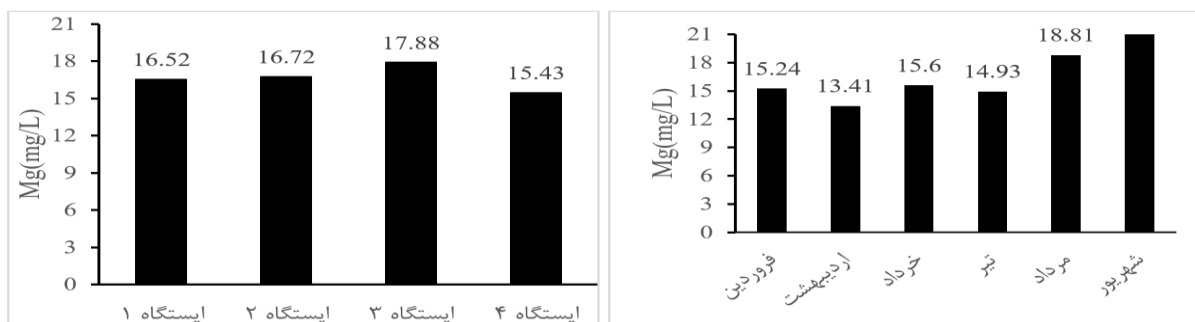 Mg(mg/L)
21
18
15
12
9
6
3
0
16.52
16.72
17.88
15.43
ایستگاه ۱
ایستگاه ۲
ایستگاه ۳
ایستگاه ۴
Mg(mg/L)
21
18
15
12
9
6
3
0
15.24
13.41
15.6
14.93
18.81
فروردین
اردیبهشت
خرداد
تیر
مرداد
شهریور